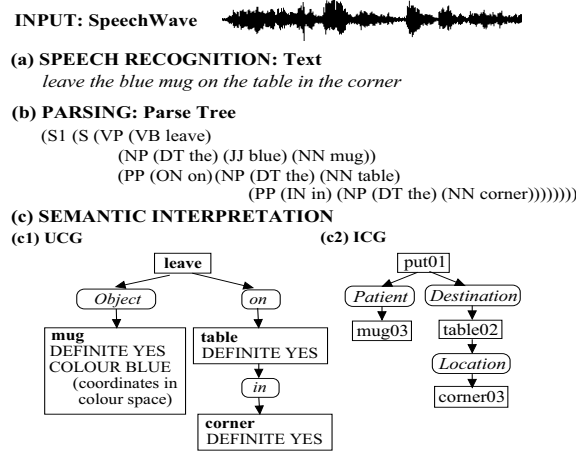 INPUT: SpeechWave
(a) SPEECH RECOGNITION: Text
leave the blue mug on the table in the corner
(b) PARSING: Parse Tree
(S1 (S (VP (VB leave)
(NP (DT the) (JJ blue) (NN mug))
(PP (ON on)(NP (DT the) (NN table)
(PP (IN in) (NP (DT the) (NN corner))))))))
(c) SEMANTIC INTERPRETATION
(c1) UCG (c2) ICG
leave put01
Object on Patient Destination
mug table mug03 table02
DEFINITE YES DEFINITE YES
COLOUR BLUE Location
(coordinates in in
colour space) corner03
corner
DEFINITE YES